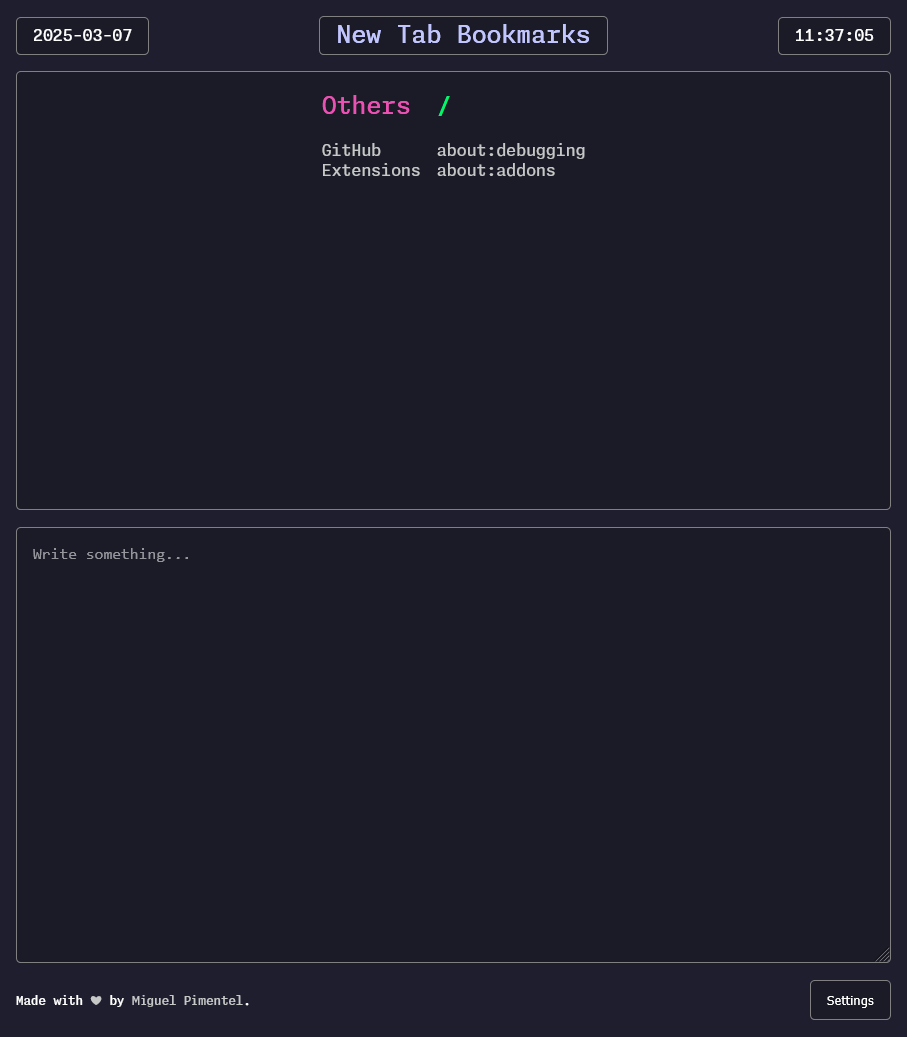 2025-03-07 New Tab Bookmarks 11:37:05
Others /
GitHub about:debugging
Extensions about:addons
Write something...
Made with ♥ by Miguel Pimentel. Settings